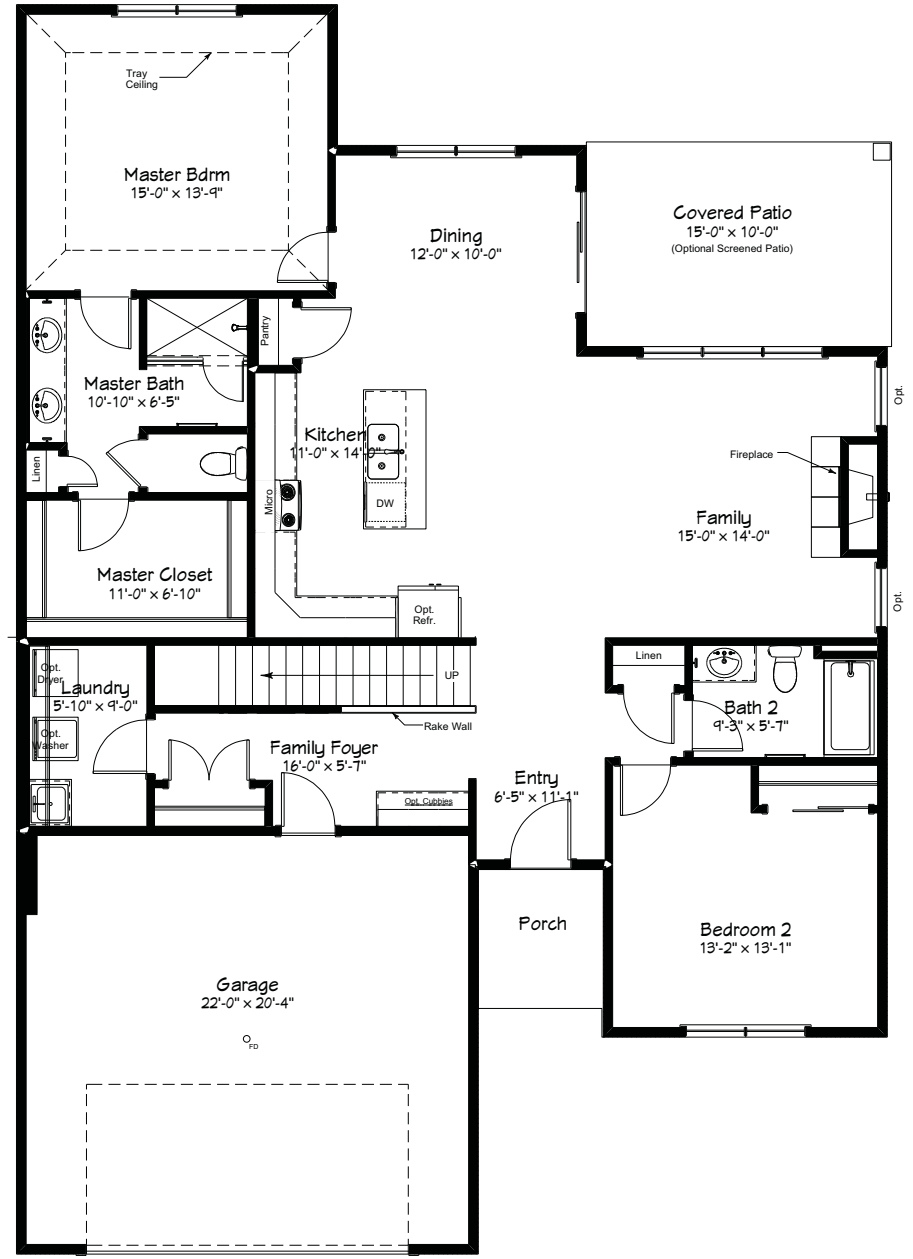 Tray
Ceiling
Master Bdrm
15'-0" × 13'-9"
Dining
12'-0" × 10'-0"
Covered Patio
15'-0" × 10'-0"
(Optional Screened Patio)
Pantry
Master Bath
10'-10" × 6'-5"
Opt.
Kitchen
11'-0" × 14'-0"
Linen
Fireplace
Micro
DW
Family
15'-0" × 14'-0"
Master Closet
11'-0" × 6'-10"
Opt.
Opt.
Refr.
Opt.
Dryer
Laundry
5'-10" × 9'-0"
Opt.
Washer
UP
Rake Wall
Linen
Bath 2
9'-3" × 5'-7"
Family Foyer
16'-0" × 5'-7"
Entry
6'-5" × 11'-1"
Opt. Cubbies
Porch
Bedroom 2
13'-2" × 13'-1"
Garage
22'-0" × 20'-4"
FD